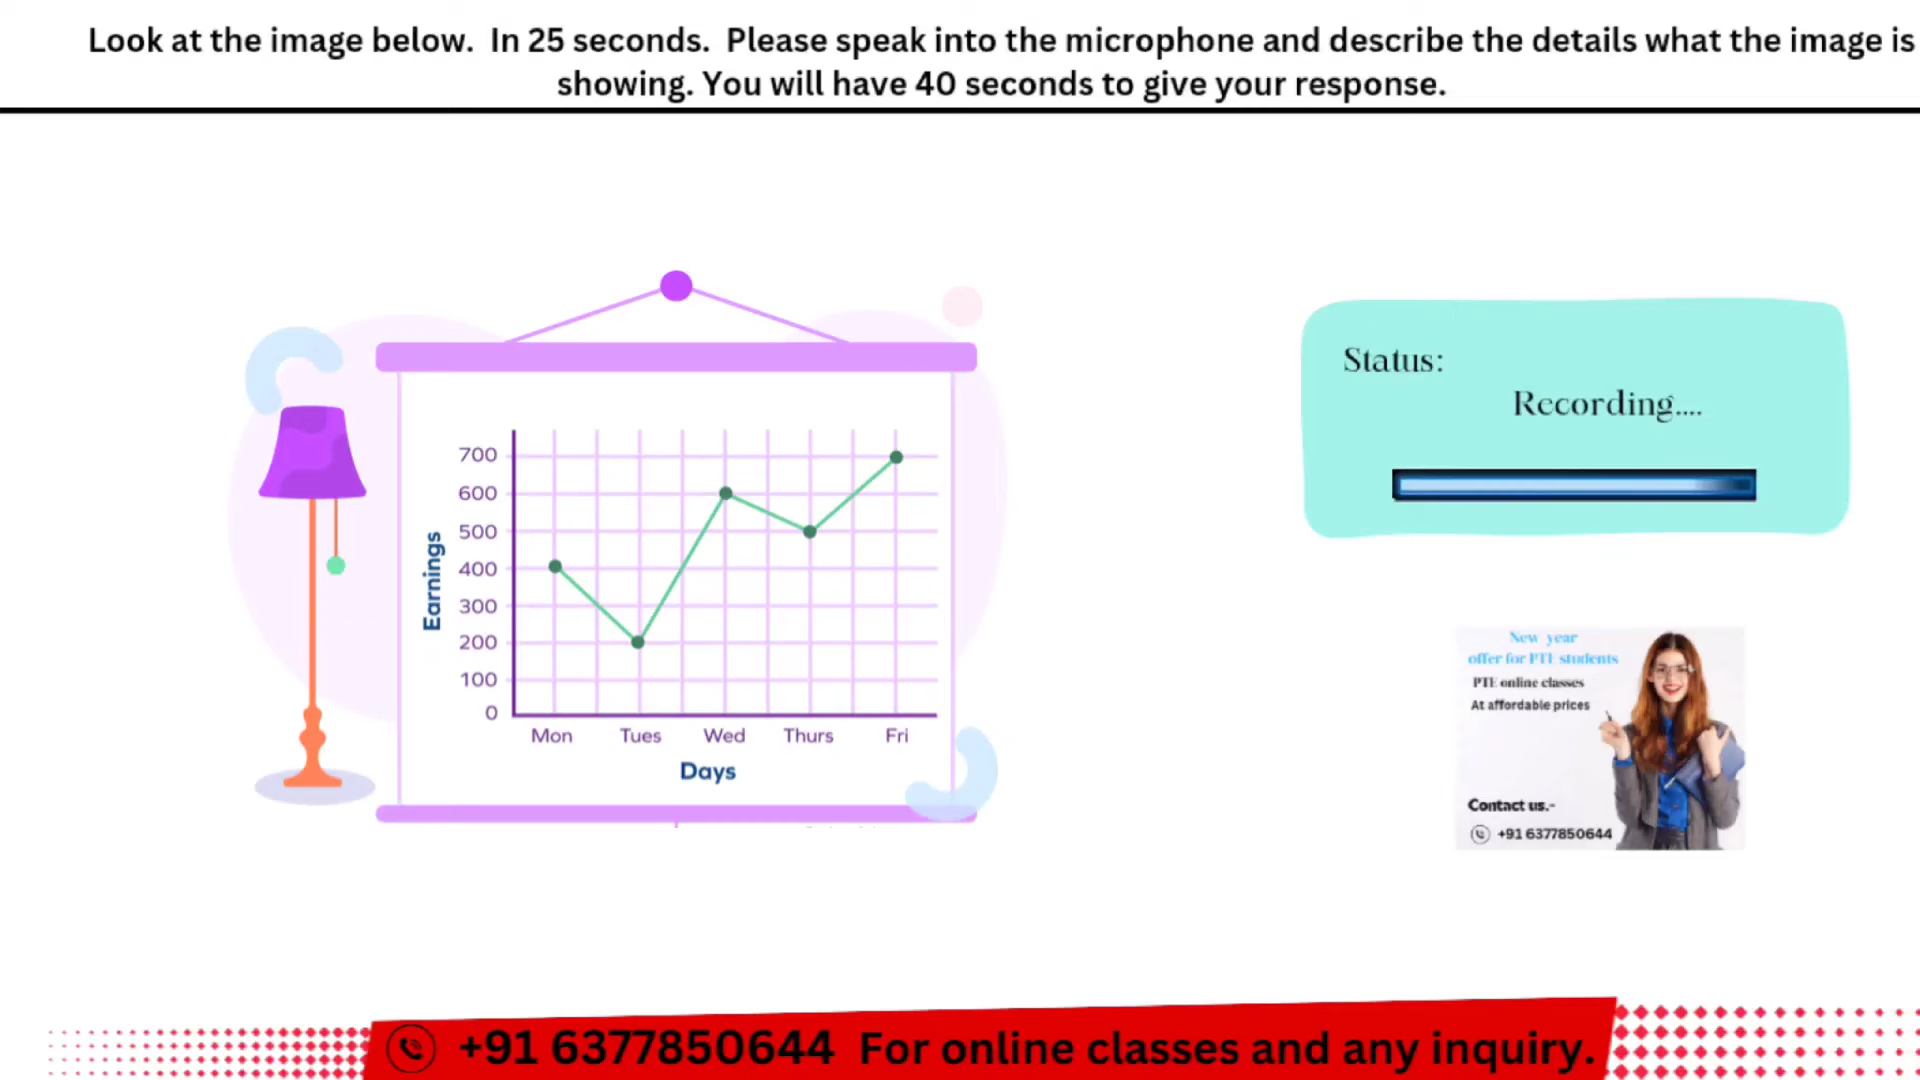 Look at the image below. In 25 seconds. Please speak into the microphone and describe the details what the image is
showing. You will have 40 seconds to give your response.
700
600
500
400
300
200
100
0
Earnings
Mon Tues Wed Thurs Fri
Days
Status:
Recording....
New year
offer for PTE students
PTE online classes
At affordable prices
Contact us.-
+91 6377850644
+91 6377850644 For online classes and any inquiry.